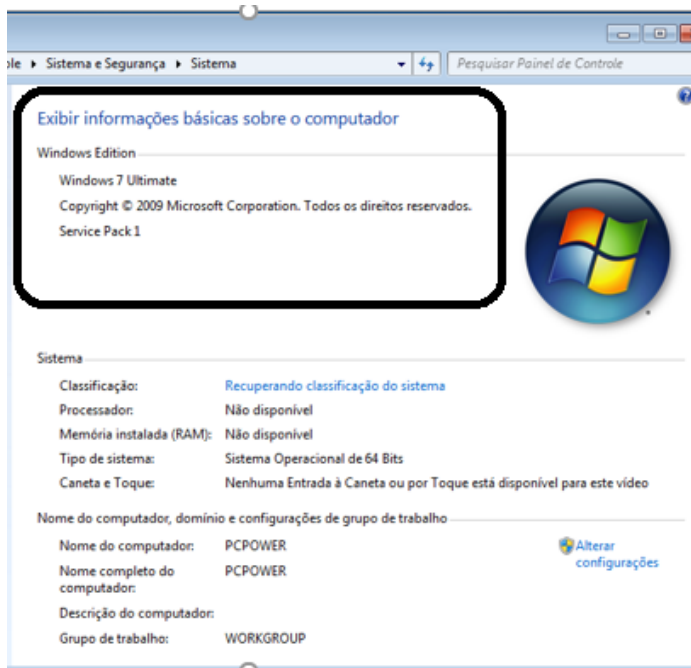 Sistema e Segurança Sistema
Pesquisar Painel de Controle
Exibir informações básicas sobre o computador
Windows Edition
Windows 7 Ultimate
Copyright © 2009 Microsoft Corporation. Todos os direitos reservados.
Service Pack 1
Sistema
Classificação: Recuperando classificação do sistema
Processador: Não disponível
Memória instalada (RAM): Não disponível
Tipo de sistema: Sistema Operacional de 64 Bits
Caneta e Toque: Nenhuma Entrada à Caneta ou por Toque está disponível para este vídeo
Nome do computador, domínio e configurações de grupo de trabalho
Nome do computador: PCPOWER
Alterar
configurações
Nome completo do
computador:
PCPOWER
Descrição do computador:
Grupo de trabalho: WORKGROUP